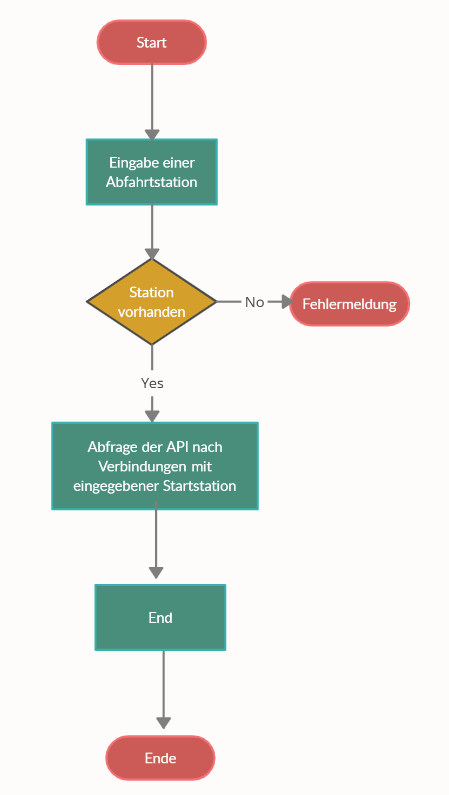 Start
Eingabe einer
Abfahrtstation
Station
vorhanden
No
Fehlermeldung
Yes
Abfrage der API nach
Verbindungen mit
eingegebener Startstation
End
Ende